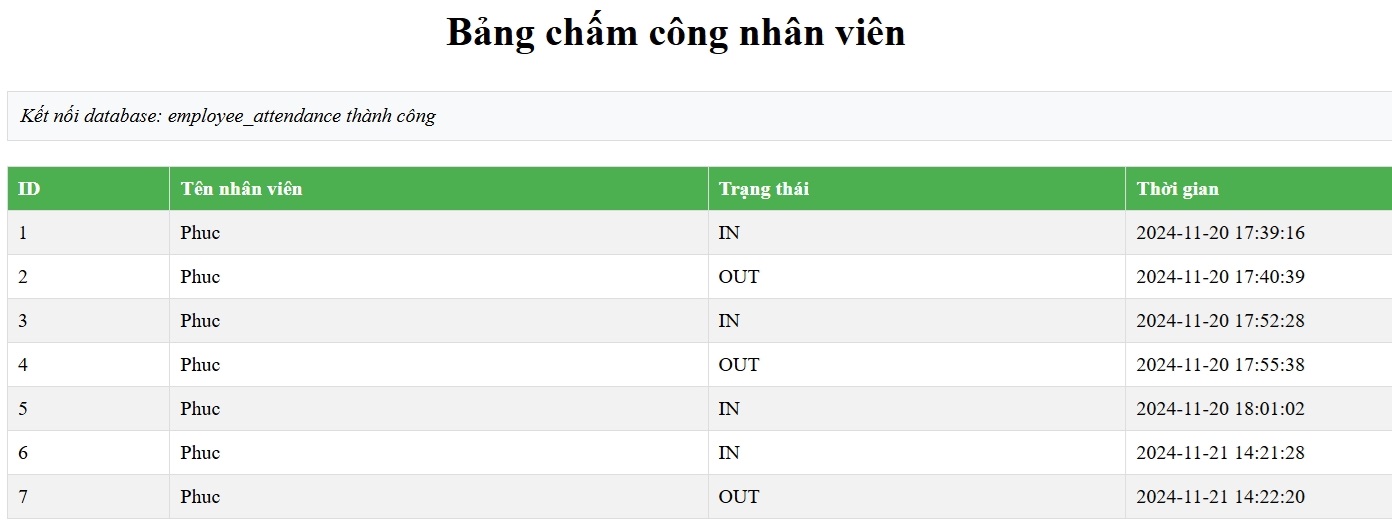 Bảng chấm công nhân viên
Kết nối database: employee_attendance thành công
ID Tên nhân viên Trạng thái Thời gian
1 Phuc IN 2024-11-20 17:39:16
2 Phuc OUT 2024-11-20 17:40:39
3 Phuc IN 2024-11-20 17:52:28
4 Phuc OUT 2024-11-20 17:55:38
5 Phuc IN 2024-11-20 18:01:02
6 Phuc IN 2024-11-21 14:21:28
7 Phuc OUT 2024-11-21 14:22:20